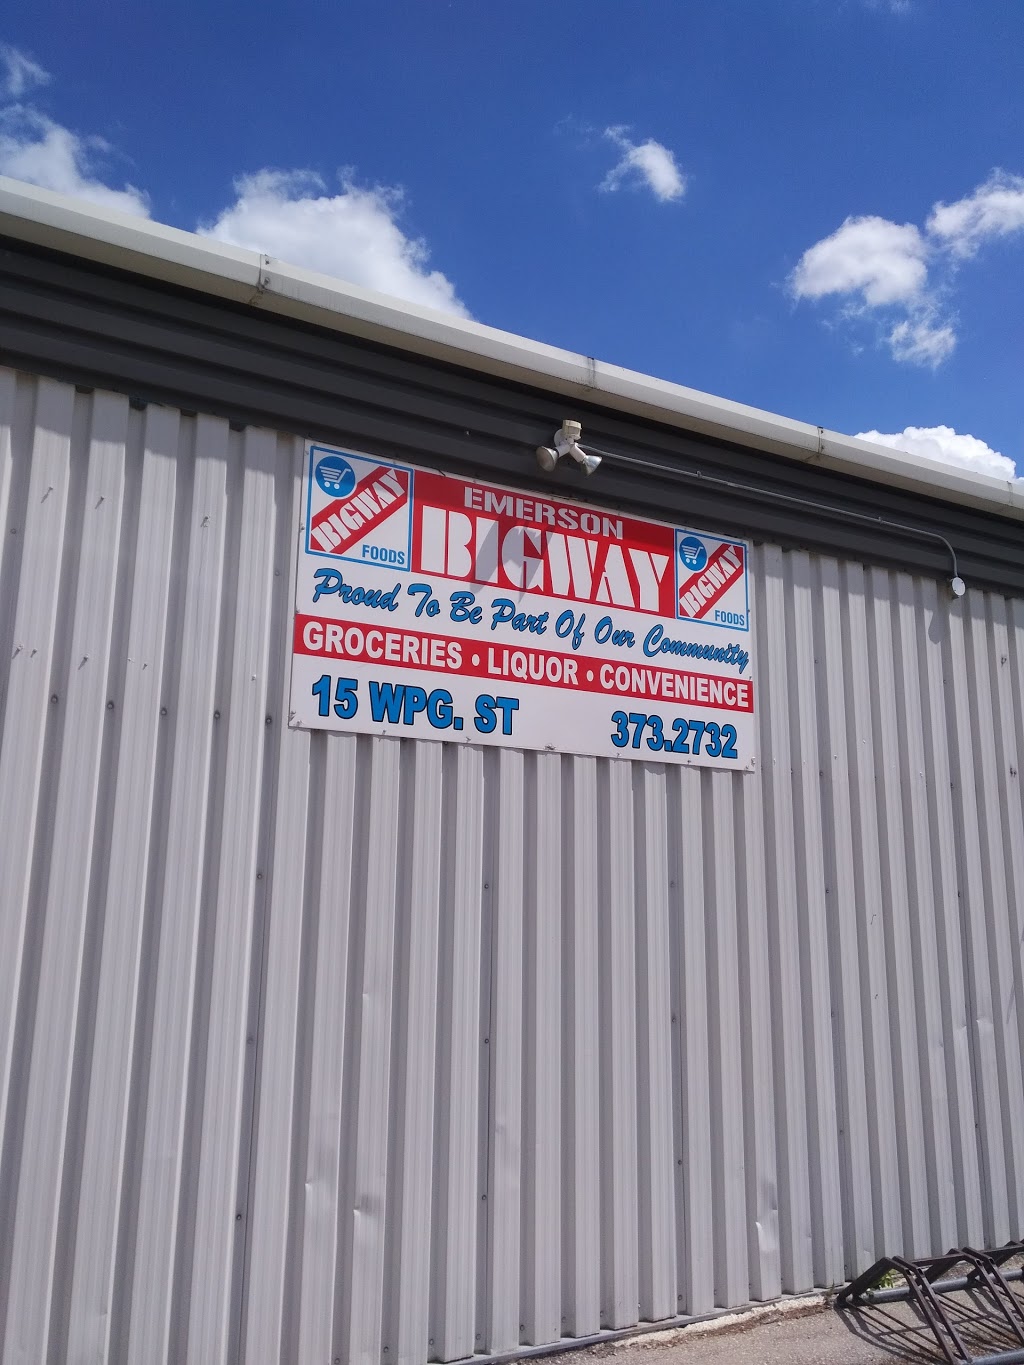 BIGWAY
FOODS
EMERSON
BIGWAY
BIGWAY
FOODS
Proud To Be Part Of Our Community
GROCERIES • LIQUOR • CONVENIENCE
15 WPG. ST 373.2732